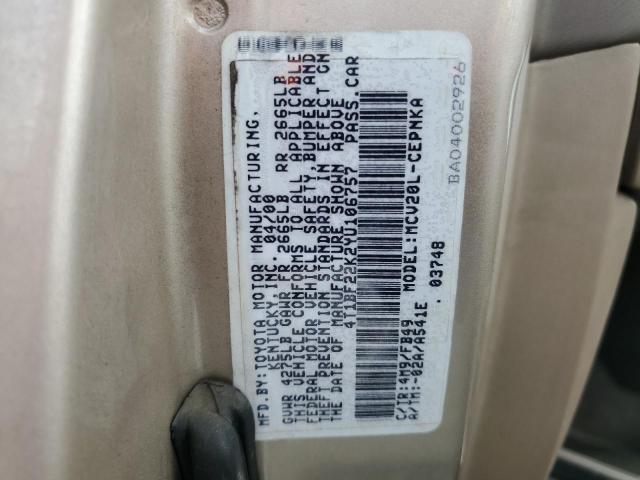 MFD.BY:TOYOTA MOTOR MANUFACTURING,
KENTUCKY,INC. 04/00
GVWR 4275LB GAWR FR 2665LB RR 2665LB
THIS VEHICLE CONFORMS TO ALL APPLICABLE
FEDERAL MOTOR VEHICLE SAFETY,BUMPER AND
THEFT PREVENTION STANDARDS IN EFFECT ON
THE DATE OF MANUFACTURE SHOWN ABOVE
4T1BF22K2YU106757 PASS.CAR
C/TR:4M9/FB49 MODEL:MCV20L-CEPNKA
A/TM:-02A/A541E . 03748
BA04002926